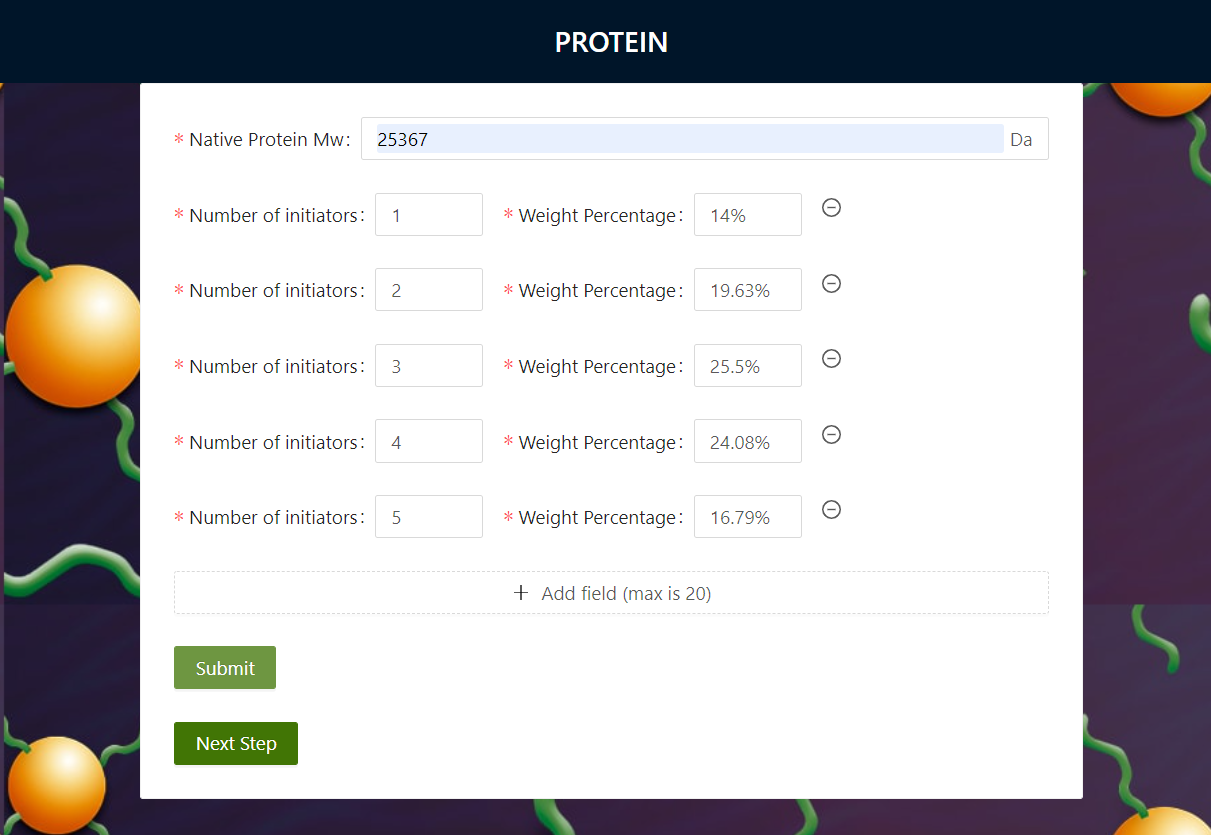 PROTEIN
* Native Protein Mw: 25367 Da
* Number of initiators: 1 * Weight Percentage: 14%
* Number of initiators: 2 * Weight Percentage: 19.63%
* Number of initiators: 3 * Weight Percentage: 25.5%
* Number of initiators: 4 * Weight Percentage: 24.08%
* Number of initiators: 5 * Weight Percentage: 16.79%
+ Add field (max is 20)
Submit
Next Step